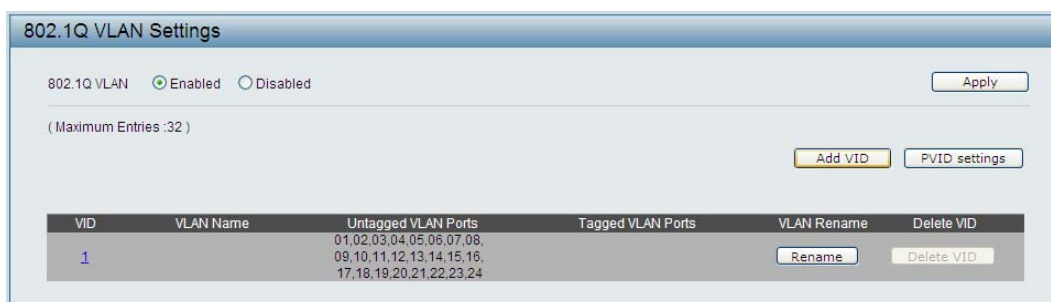 802.1Q VLAN Settings
802.1Q VLAN Enabled Disabled Apply
( Maximum Entries :32 )
Add VID PVID settings
VID VLAN Name Untagged VLAN Ports Tagged VLAN Ports VLAN Rename Delete VID
01,02,03,04,05,06,07,08,
1 09,10,11,12,13,14,15,16, Rename Delete VID
17,18,19,20,21,22,23,24